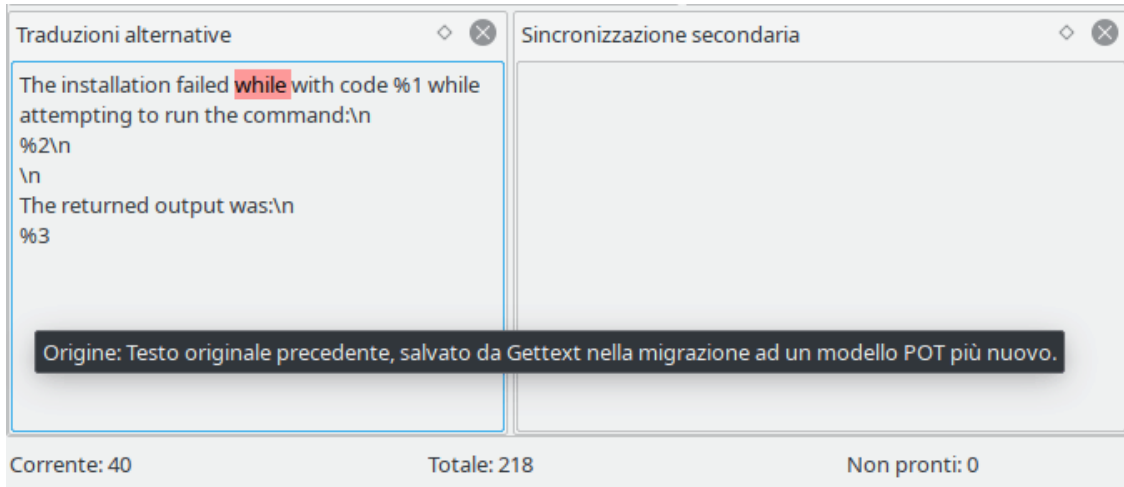 Traduzioni alternative
Sincronizzazione secondaria
The installation failed while with code %1 while
attempting to run the command:\n
%2\n
\n
The returned output was:\n
%3
Origine: Testo originale precedente, salvato da Gettext nella migrazione ad un modello POT più nuovo.
Corrente: 40
Totale: 218
Non pronti: 0